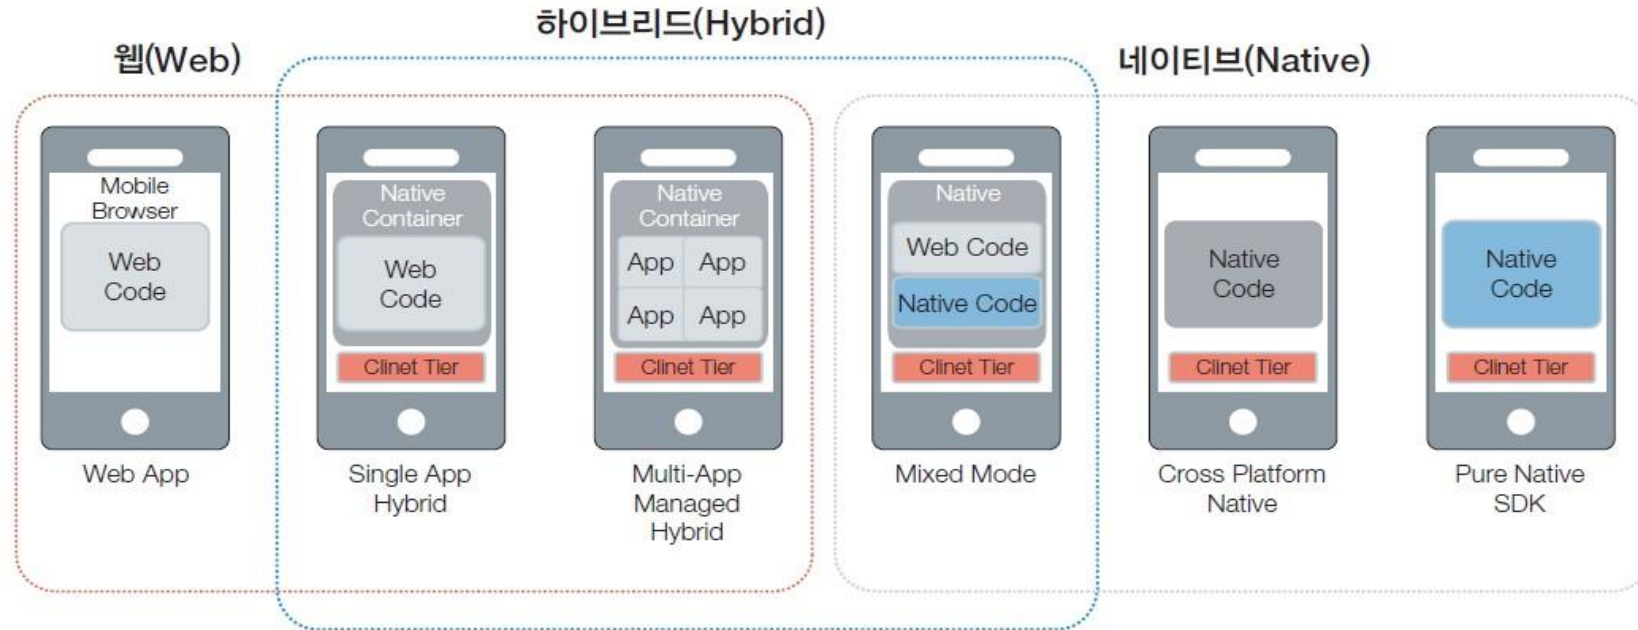 하이브리드(Hybrid)
웹(Web)
네이티브(Native)
Mobile
Browser
Web
Code
Web App
Native
Container
Web
Code
Clinet Tier
Single App
Hybrid
Native
Container
App App
App App
Clinet Tier
Multi-App
Managed
Hybrid
Native
Web Code
Native Code
Clinet Tier
Mixed Mode
Native
Code
Clinet Tier
Cross Platform
Native
Native
Code
Clinet Tier
Pure Native
SDK